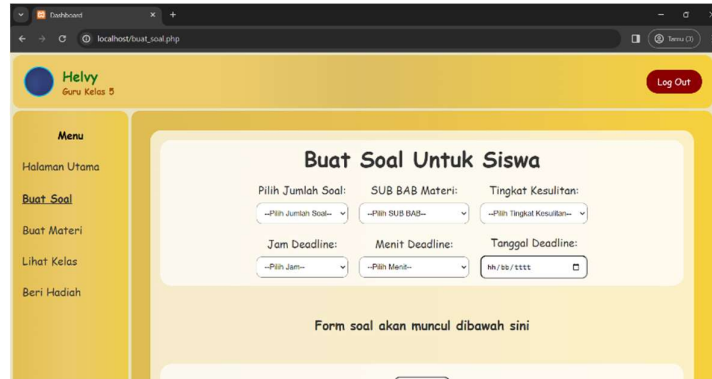 Dashboard
localhost/buat_soal.php
Tamu (3)
Helvy
Guru Kelas 5
Log Out
Menu
Halaman Utama
Buat Soal
Buat Materi
Lihat Kelas
Beri Hadiah
Buat Soal Untuk Siswa
Pilih Jumlah Soal: SUB BAB Materi: Tingkat Kesulitan:
--Pilih Jumlah Soal-- --Pilih SUB BAB-- --Pilih Tingkat Kesulitan--
Jam Deadline: Menit Deadline: Tanggal Deadline:
--Pilih Jam-- --Pilih Menit-- hh/bb/tttt
Form soal akan muncul dibawah sini